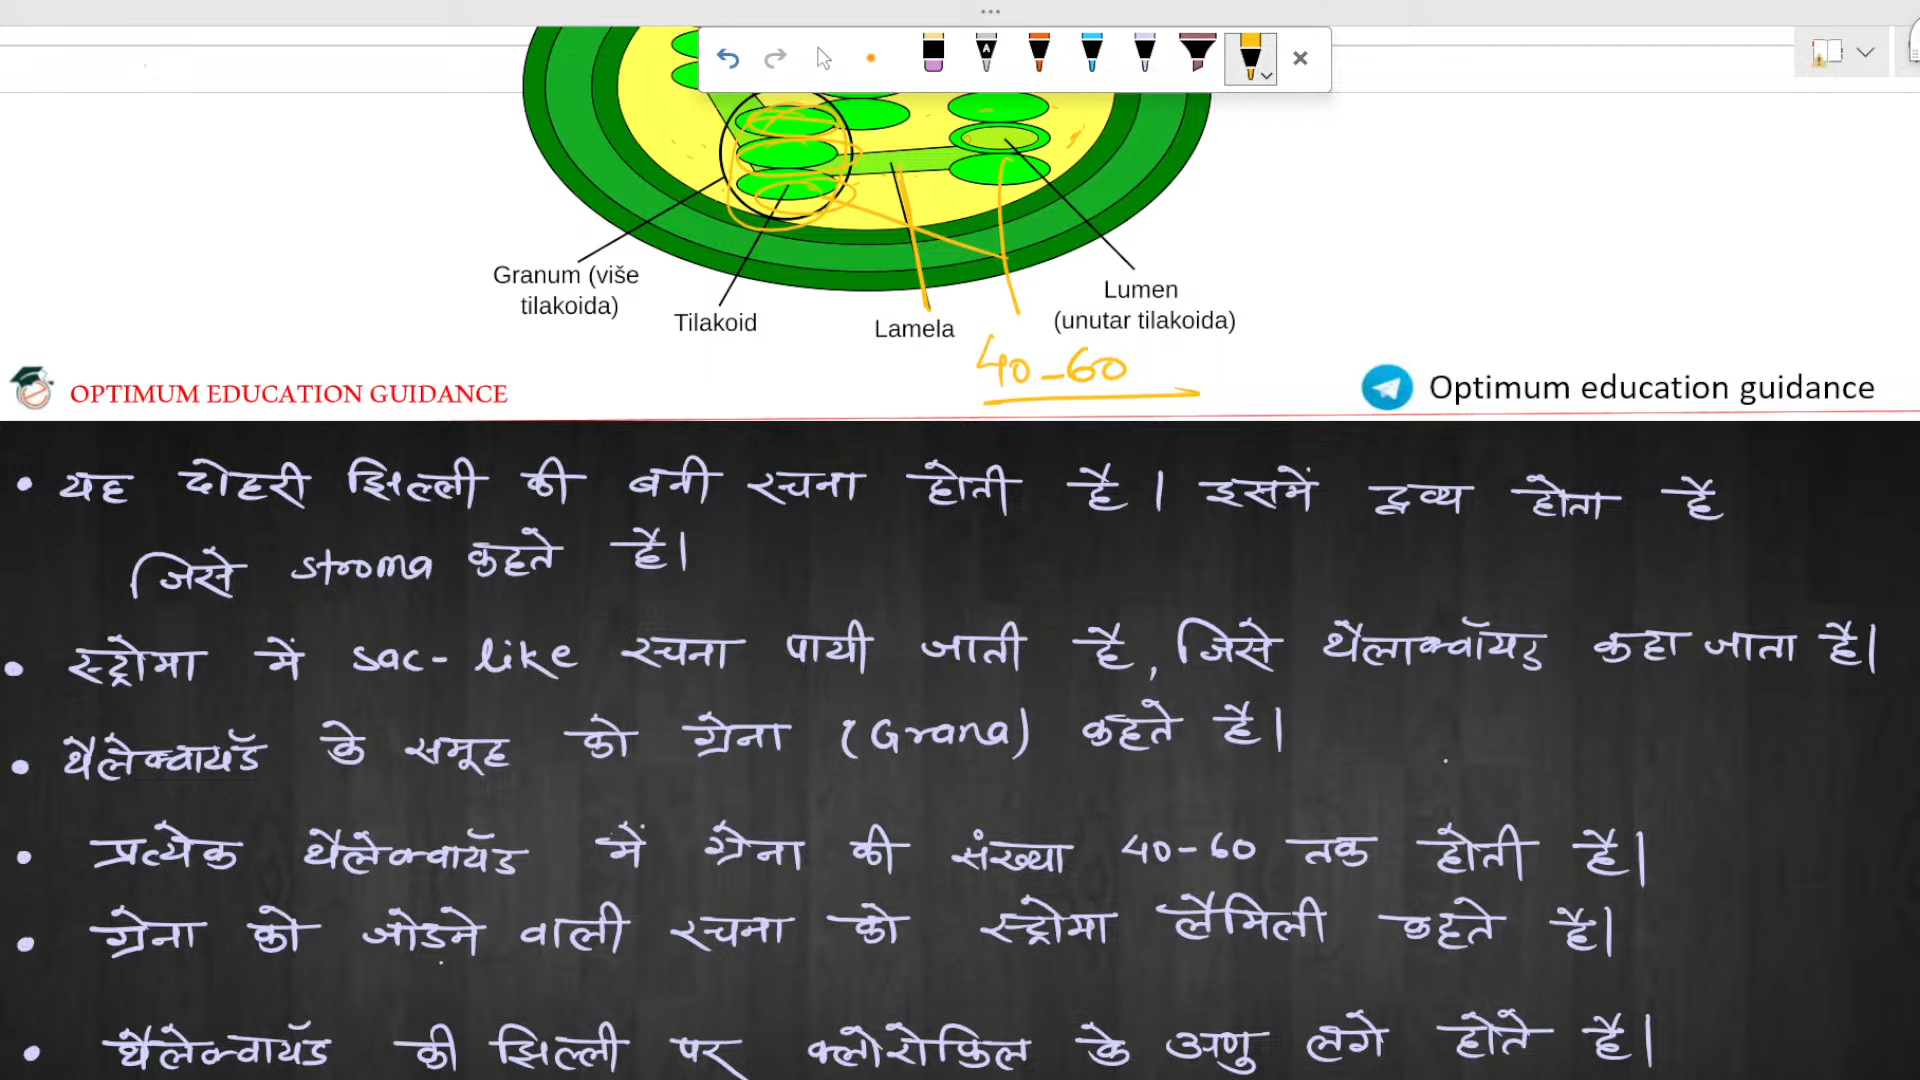 Granum (više
tilakoida)
Tilakoid
Lamela
Lumen
(unutar tilakoida)
40-60
OPTIMUM EDUCATION GUIDANCE
Optimum education guidance
• यह दोहरी झिल्ली की बनी रचना होती है। इसमें द्रव्य होता है
जिसे stroma कहते है।
• स्ट्रोमा में sac-like रचना पायी जाती है, जिसे थैलाक्वॉयड कहा जाता है।
• थैलेक्वायॅड के समूह को ग्रेना (Grana) कहते है।
• प्रत्येक थैलेक्वायॅड में ग्रेना की संख्या 40-60 तक होती है।
• ग्रेना को जोड़ने वाली रचना को स्ट्रोमा लैमिली कहते है।
• थैलेक्वायॅड की झिल्ली पर क्लोरोफिल के अणु लगे होते है।